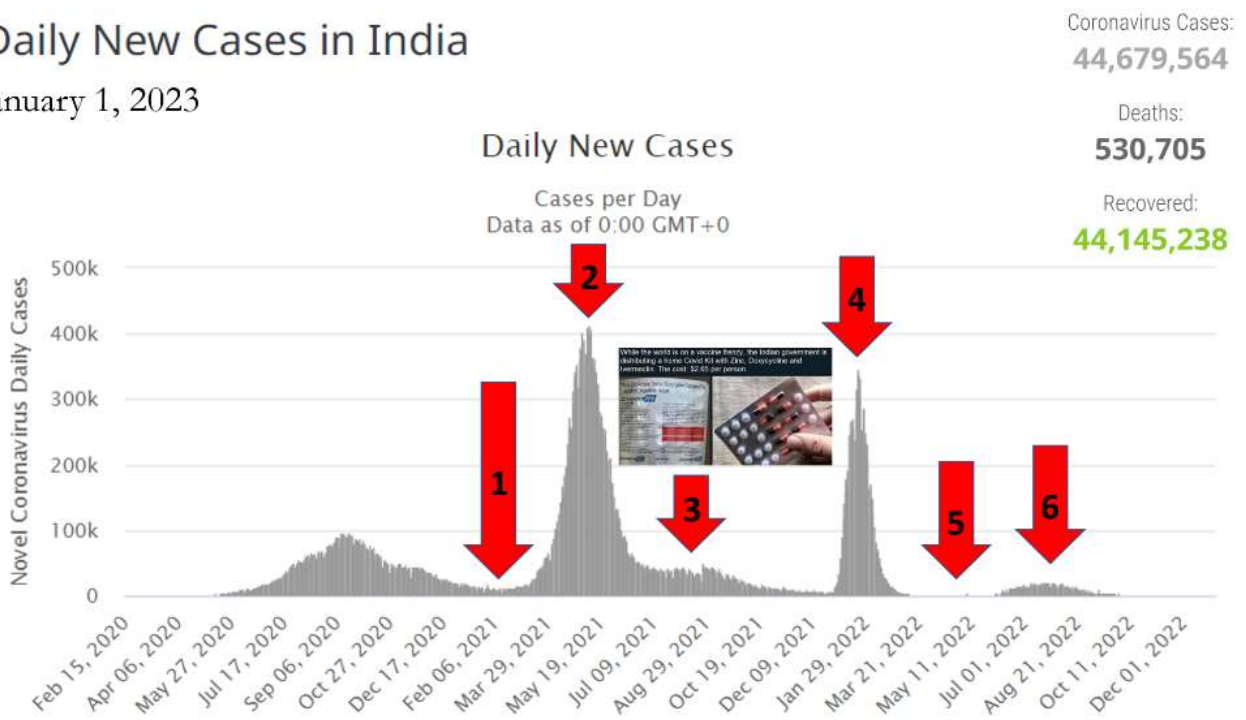 Daily New Cases in India
anuary 1, 2023
Coronavirus Cases:
44,679,564
Deaths:
530,705
Recovered:
44,145,238
Daily New Cases
Cases per Day
Data as of 0:00 GMT+0
Novel Coronavirus Daily Cases
500k
400k
300k
200k
100k
0
1
2
3
4
5
6
While the world is on a vaccine frenzy, the Indian government is
distributing a home Covid Kit with Zinc, Doxycycline and
Ivermectin. The cost: $2.65 per person.
Feb 15, 2020
Apr 06, 2020
May 27, 2020
Jul 17, 2020
Sep 06, 2020
Oct 27, 2020
Dec 17, 2020
Feb 06, 2021
Mar 29, 2021
May 19, 2021
Jul 09, 2021
Aug 29, 2021
Oct 19, 2021
Dec 09, 2021
Jan 29, 2022
Mar 21, 2022
May 11, 2022
Jul 01, 2022
Aug 21, 2022
Oct 11, 2022
Dec 01, 2022